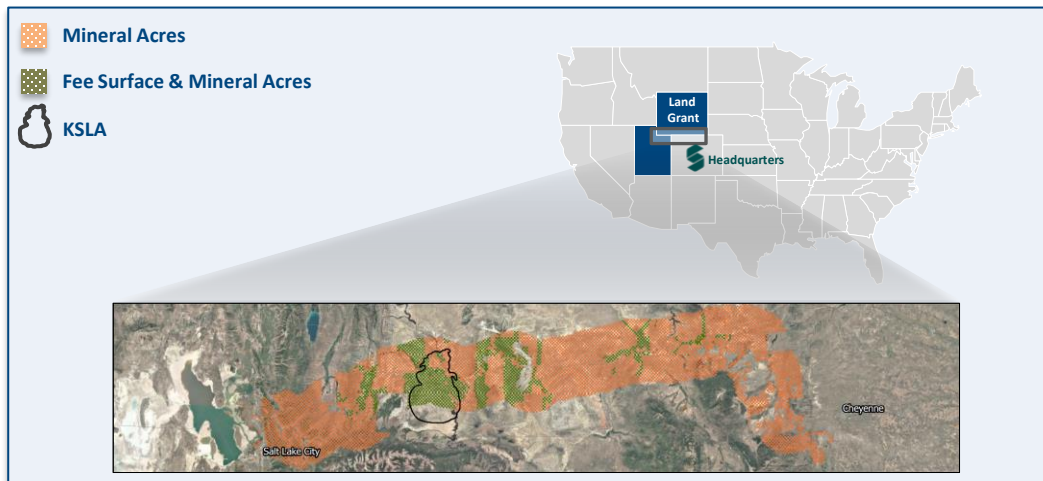 Mineral Acres
Fee Surface & Mineral Acres
KSLA
Land
Grant
Headquarters
Salt Lake City
Cheyenne